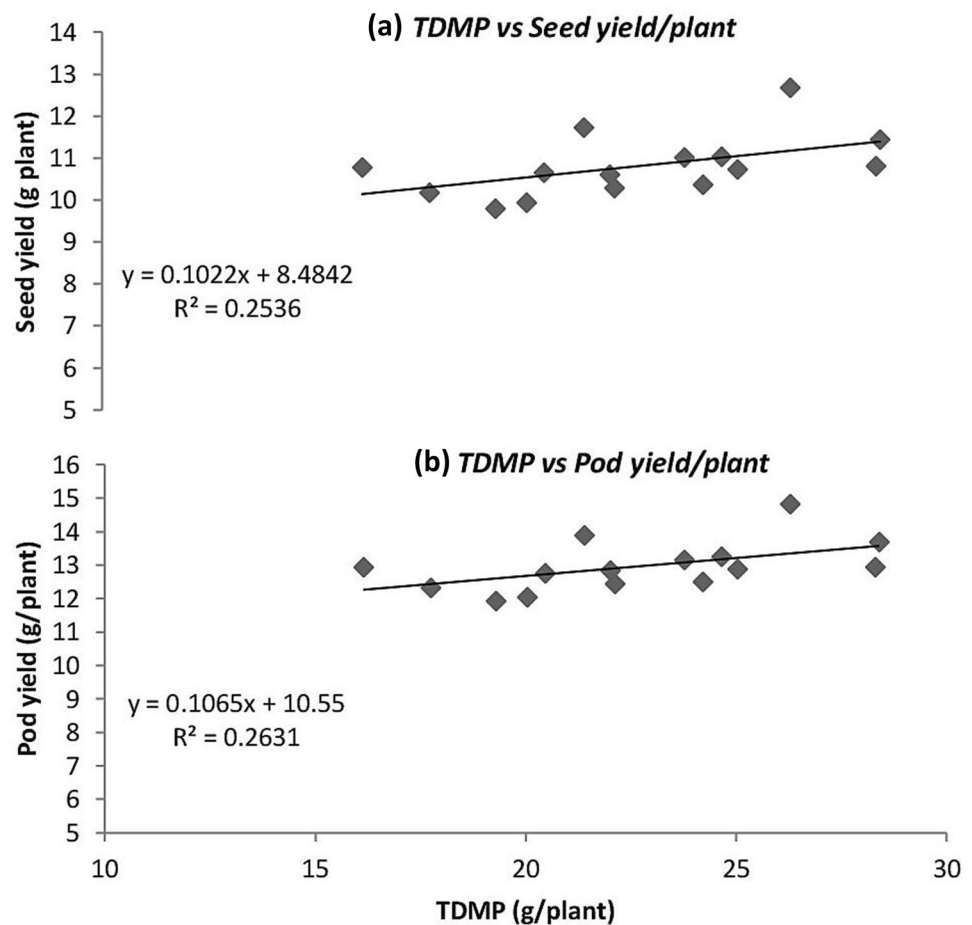 (a) TDMP vs Seed yield/plant
14
13
12
11
10
9
8
7
6
5
Seed yield (g plant)
y = 0.1022x + 8.4842
R² = 0.2536
(b) TDMP vs Pod yield/plant
16
15
14
13
12
11
10
9
8
7
6
5
Pod yield (g/plant)
y = 0.1065x + 10.55
R² = 0.2631
10 15 20 25 30
TDMP (g/plant)